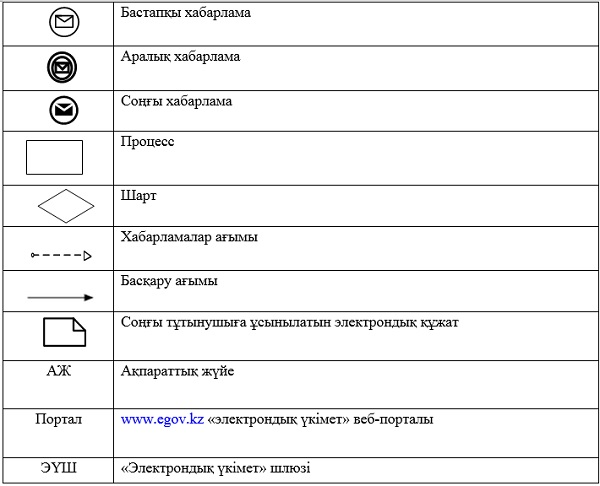 Бастапқы хабарлама
Аралық хабарлама
Соңғы хабарлама
Процесс
Шарт
Хабарламалар ағымы
Басқару ағымы
Соңғы тұтынушыға ұсынылатын электрондық құжат
АЖ Ақпараттық жүйе
Портал www.egov.kz «электрондық үкімет» веб-порталы
ЭҮШ «Электрондық үкімет» шлюзі